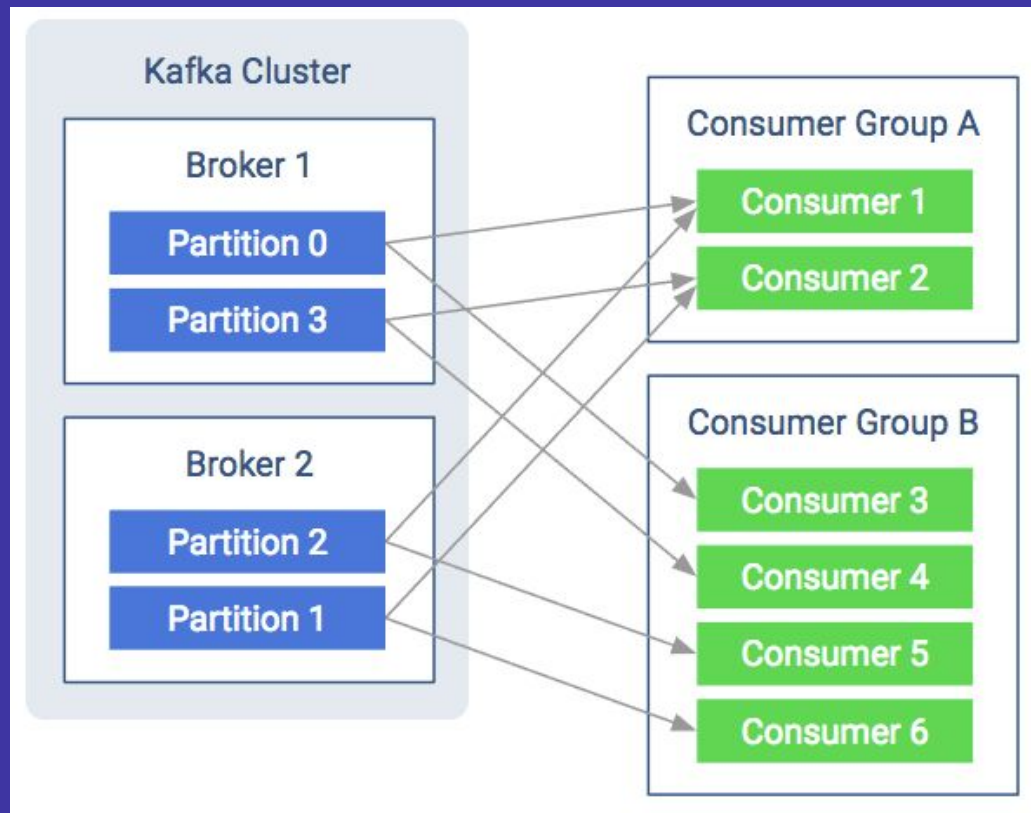 Kafka Cluster
Broker 1
Partition 0
Partition 3
Broker 2
Partition 2
Partition 1
Consumer Group A
Consumer 1
Consumer 2
Consumer Group B
Consumer 3
Consumer 4
Consumer 5
Consumer 6